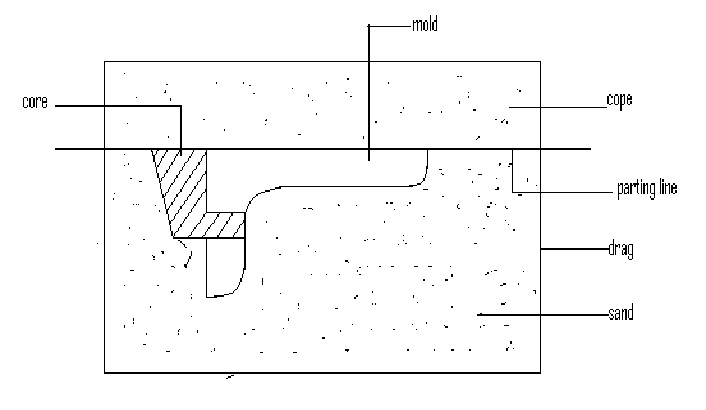 mold
core
cope
parting line
drag
sand